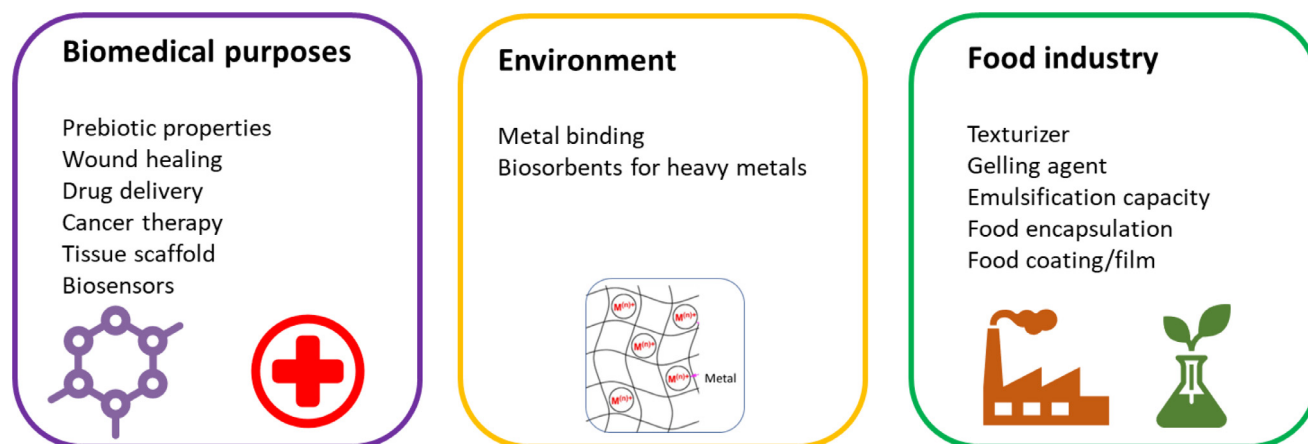 Biomedical purposes
Prebiotic properties
Wound healing
Drug delivery
Cancer therapy
Tissue scaffold
Biosensors
Environment
Metal binding
Biosorbents for heavy metals
M(n)+
M(n)+
M(n)+
M(n)+
Metal
M(n)+
Food industry
Texturizer
Gelling agent
Emulsification capacity
Food encapsulation
Food coating/film